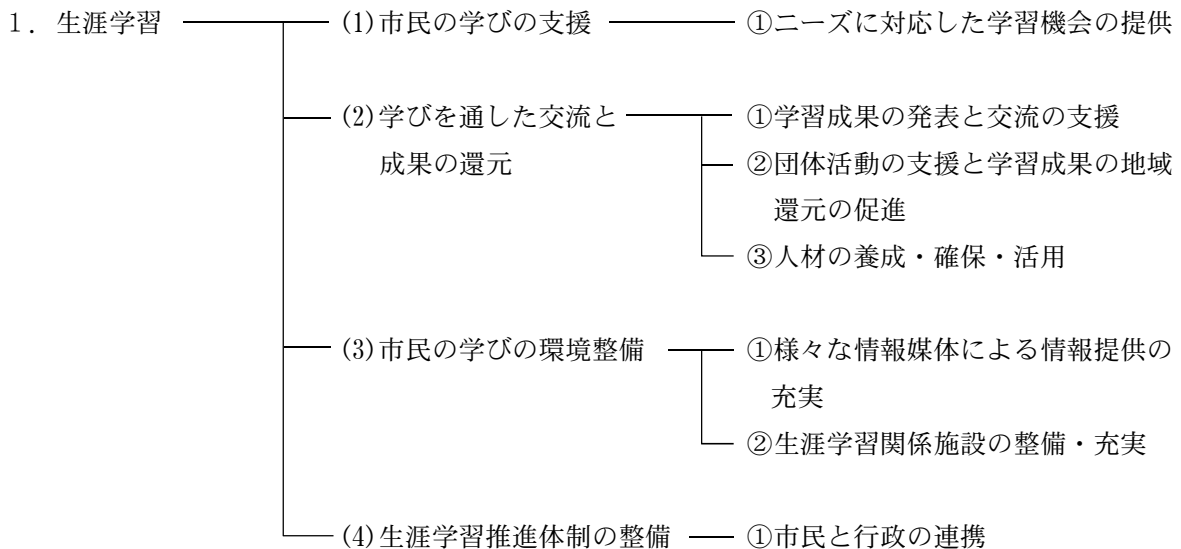 １．生涯学習
(1)市民の学びの支援
①ニーズに対応した学習機会の提供
(2)学びを通した交流と
成果の還元
①学習成果の発表と交流の支援
②団体活動の支援と学習成果の地域
還元の促進
③人材の養成・確保・活用
(3)市民の学びの環境整備
①様々な情報媒体による情報提供の
充実
②生涯学習関係施設の整備・充実
(4)生涯学習推進体制の整備
①市民と行政の連携